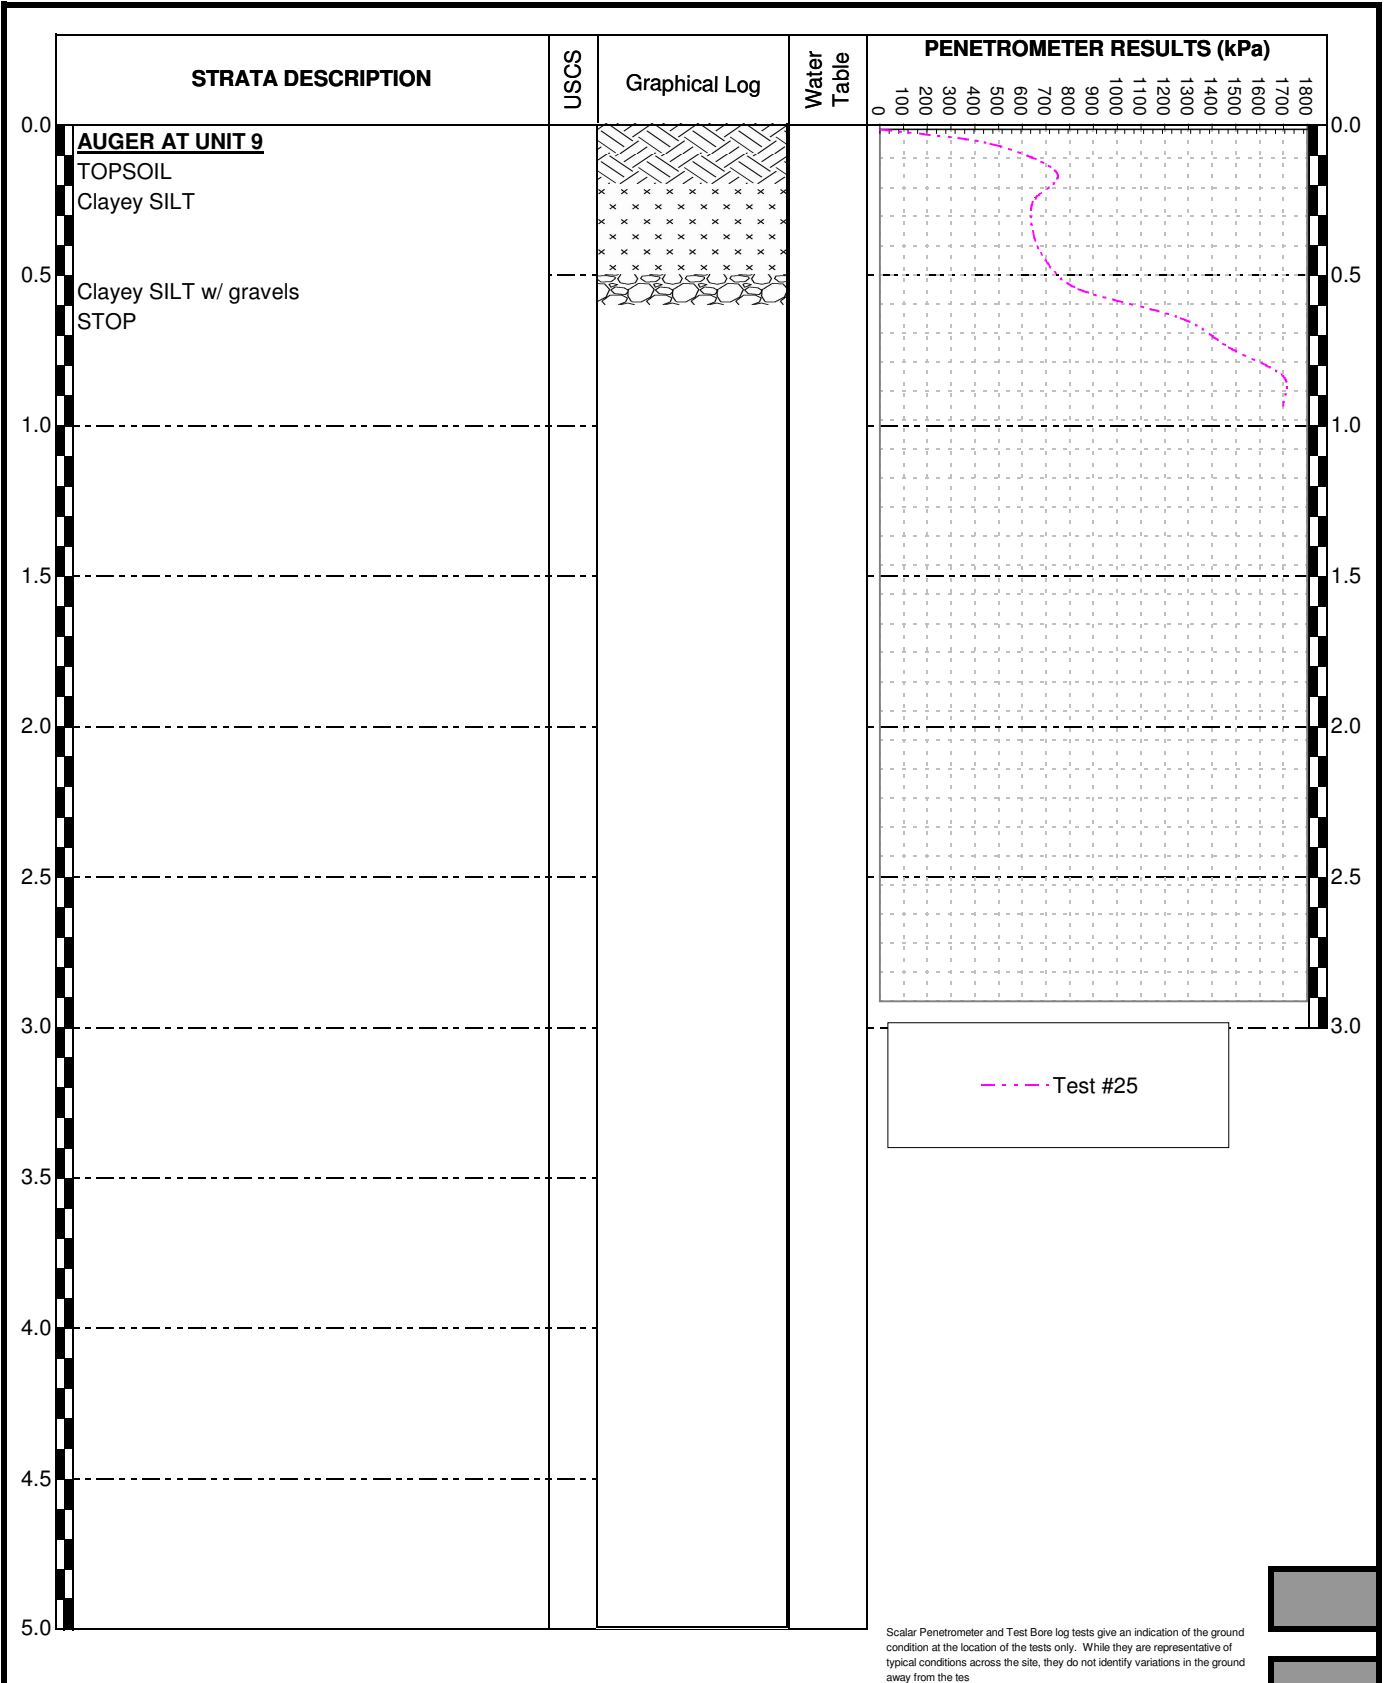 STRATA DESCRIPTION
USCS
Graphical Log
Water
Table
PENETROMETER RESULTS (kPa)
0
100
200
300
400
500
600
700
800
900
1000
1100
1200
1300
1400
1500
1600
1700
1800
0.0
AUGER AT UNIT 9
0.0
TOPSOIL
Clayey SILT
0.5
0.5
Clayey SILT w/ gravels
STOP
1.0
1.0
1.5
1.5
2.0
2.0
2.5
2.5
3.0
3.0
Test #25
3.5
4.0
4.5
5.0
Scalar Penetrometer and Test Bore log tests give an indication of the ground
condition at the location of the tests only. While they are representative of
typical conditions across the site, they do not identify variations in the ground
away from the tes